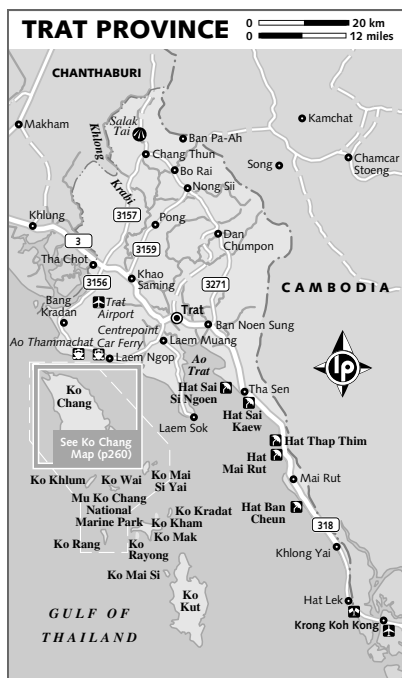 TRAT PROVINCE
0 20 km
0 12 miles
CHANTHABURI
Makham
Khlong
Krabi
Salak
Tai
Ban Pa-Ah
Kamchat
Chang Thun
Bo Rai
Song
Chamcar
Stoeng
Nong Sii
Khlung
3157
Pong
3
3159
Dan
Chumpon
Tha Chot
Khao
Saming
3156
3271
CAMBODIA
Bang
Kradan
Trat
Airport
Trat
Centrepoint
Car Ferry
Ban Noen Sung
Ao Thammachat
Laem Muang
Laem Ngop
Ao
Trat
lp
Ko
Chang
Hat Sai
Si Ngoen
Tha Sen
Hat Sai
Kaew
See Ko Chang
Map (p260)
Laem Sok
Hat Thap Thim
Hat
Mai Rut
Ko Khlum
Ko Wai
Ko Mai
Si Yai
Mai Rut
Mu Ko Chang
National
Marine Park
Ko Kradat
Ko Kham
Ko Mak
Hat Ban
Cheun
318
Ko Rang
Ko
Rayong
Khlong Yai
Ko Mai Si
Ko
Kut
Hat Lek
GULF OF
THAILAND
Krong Koh Kong